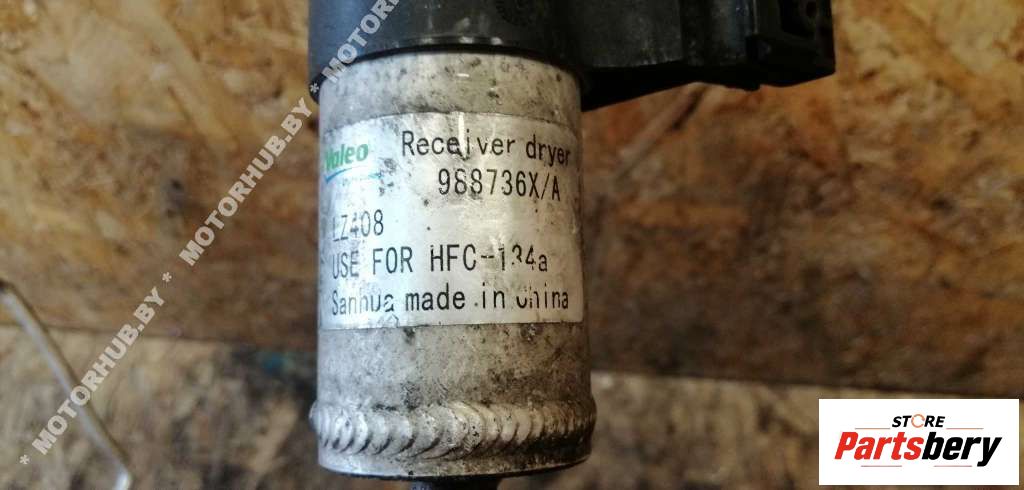 * MOTORHUB.BY * MOTORHUB.BY * MOTORHUB.BY * MOTORHUB
Valeo
Receiver dryer
988736X/A
LZ408
USE FOR HFC-134a
Sanhua made in China
STORE
Partsbery